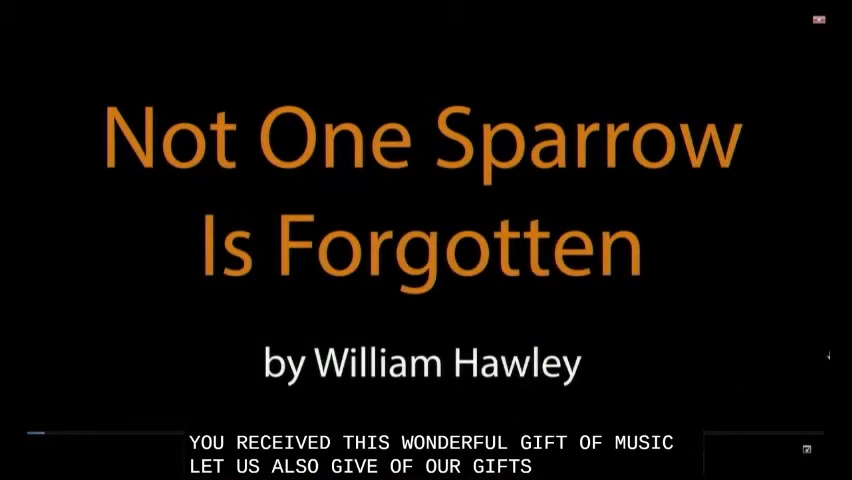 Not One Sparrow
Is Forgotten
by William Hawley
YOU RECEIVED THIS WONDERFUL GIFT OF MUSIC
LET US ALSO GIVE OF OUR GIFTS